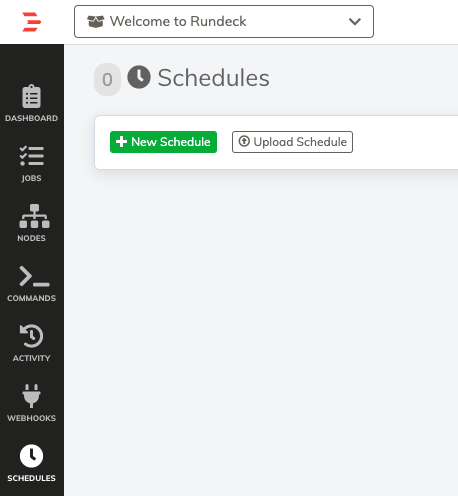 Welcome to Rundeck
0 Schedules
New Schedule
Upload Schedule
DASHBOARD
JOBS
NODES
COMMANDS
ACTIVITY
WEBHOOKS
SCHEDULES